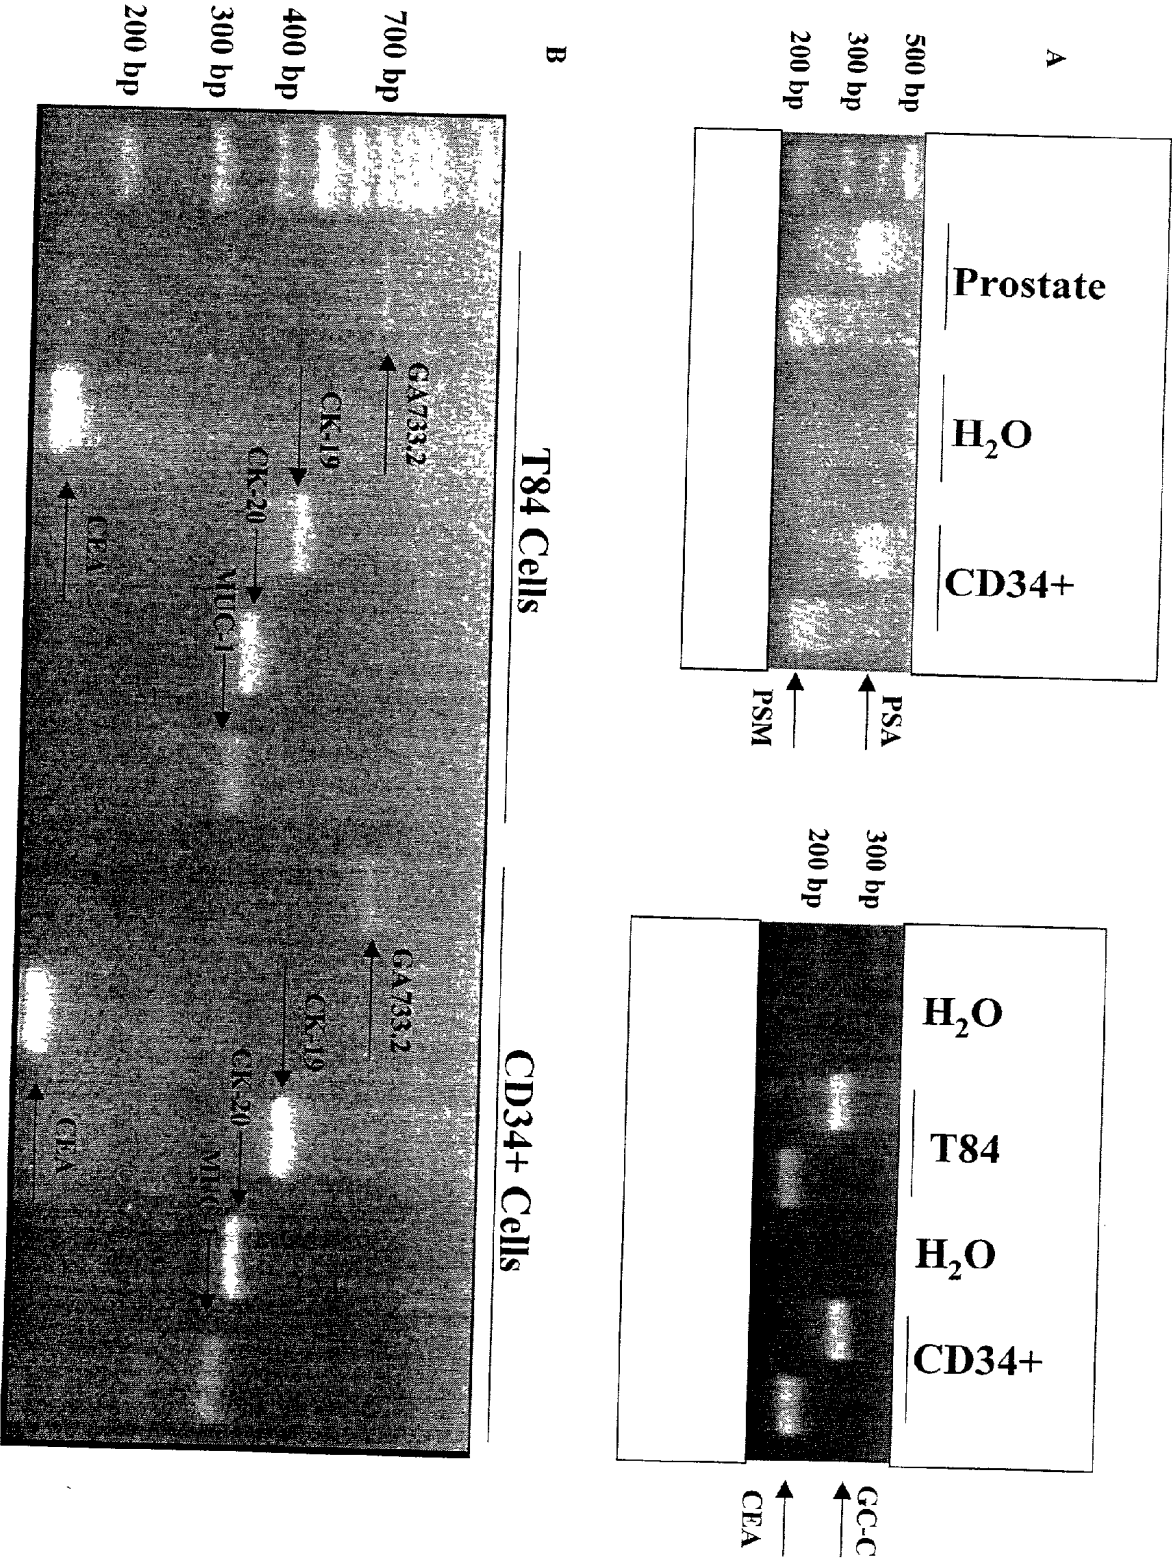 A
Prostate
H₂O
CD34+
500 bp
300 bp
200 bp
PSA
PSM
H₂O
T84
H₂O
CD34+
300 bp
200 bp
GC-C
CEA
B
T84 Cells
CD34+ Cells
700 bp
400 bp
300 bp
200 bp
GA733.2
CK-19
CK-20
MUC-1
CEA
GA733.2
CK-19
CK-20
CEA